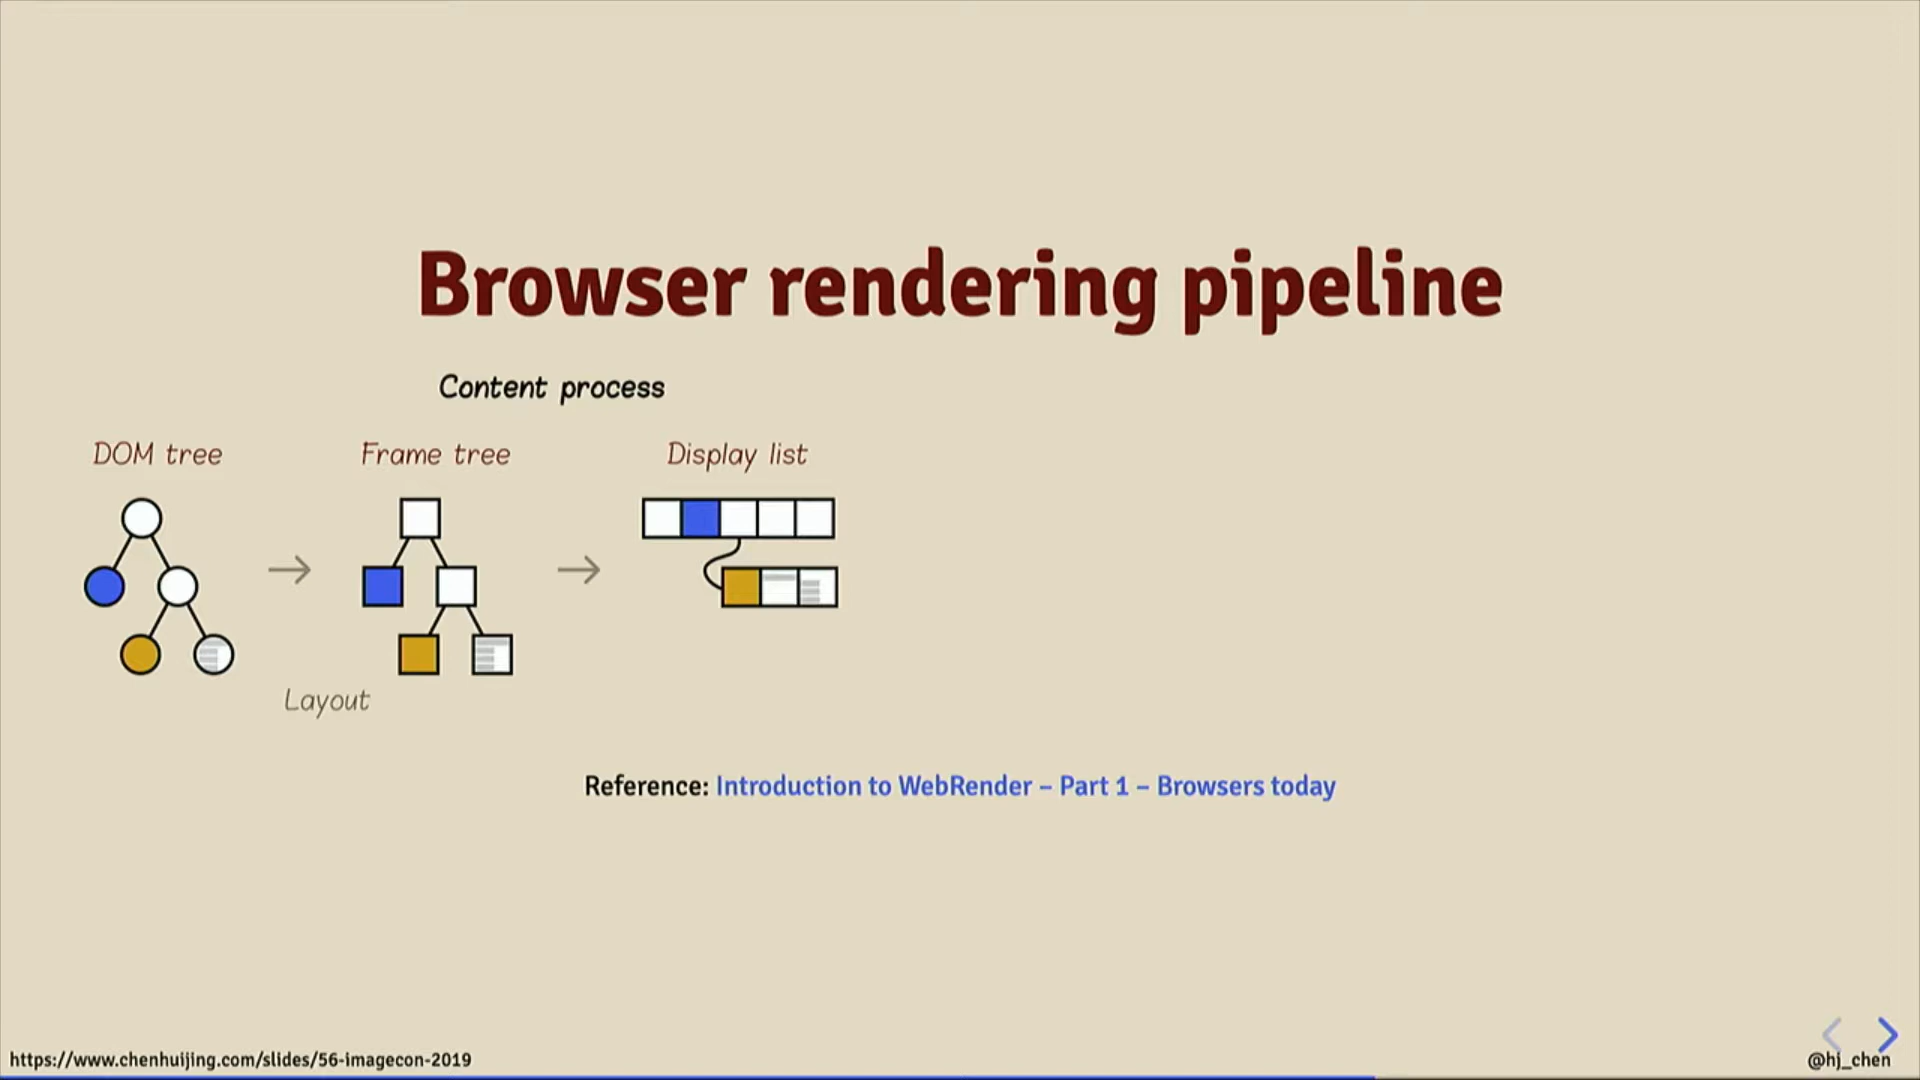 Browser rendering pipeline
Content process
DOM tree
Frame tree
Display list
Layout
Reference: Introduction to WebRender – Part 1 – Browsers today
https://www.chenhuijing.com/slides/56-imagecon-2019
@hj_chen